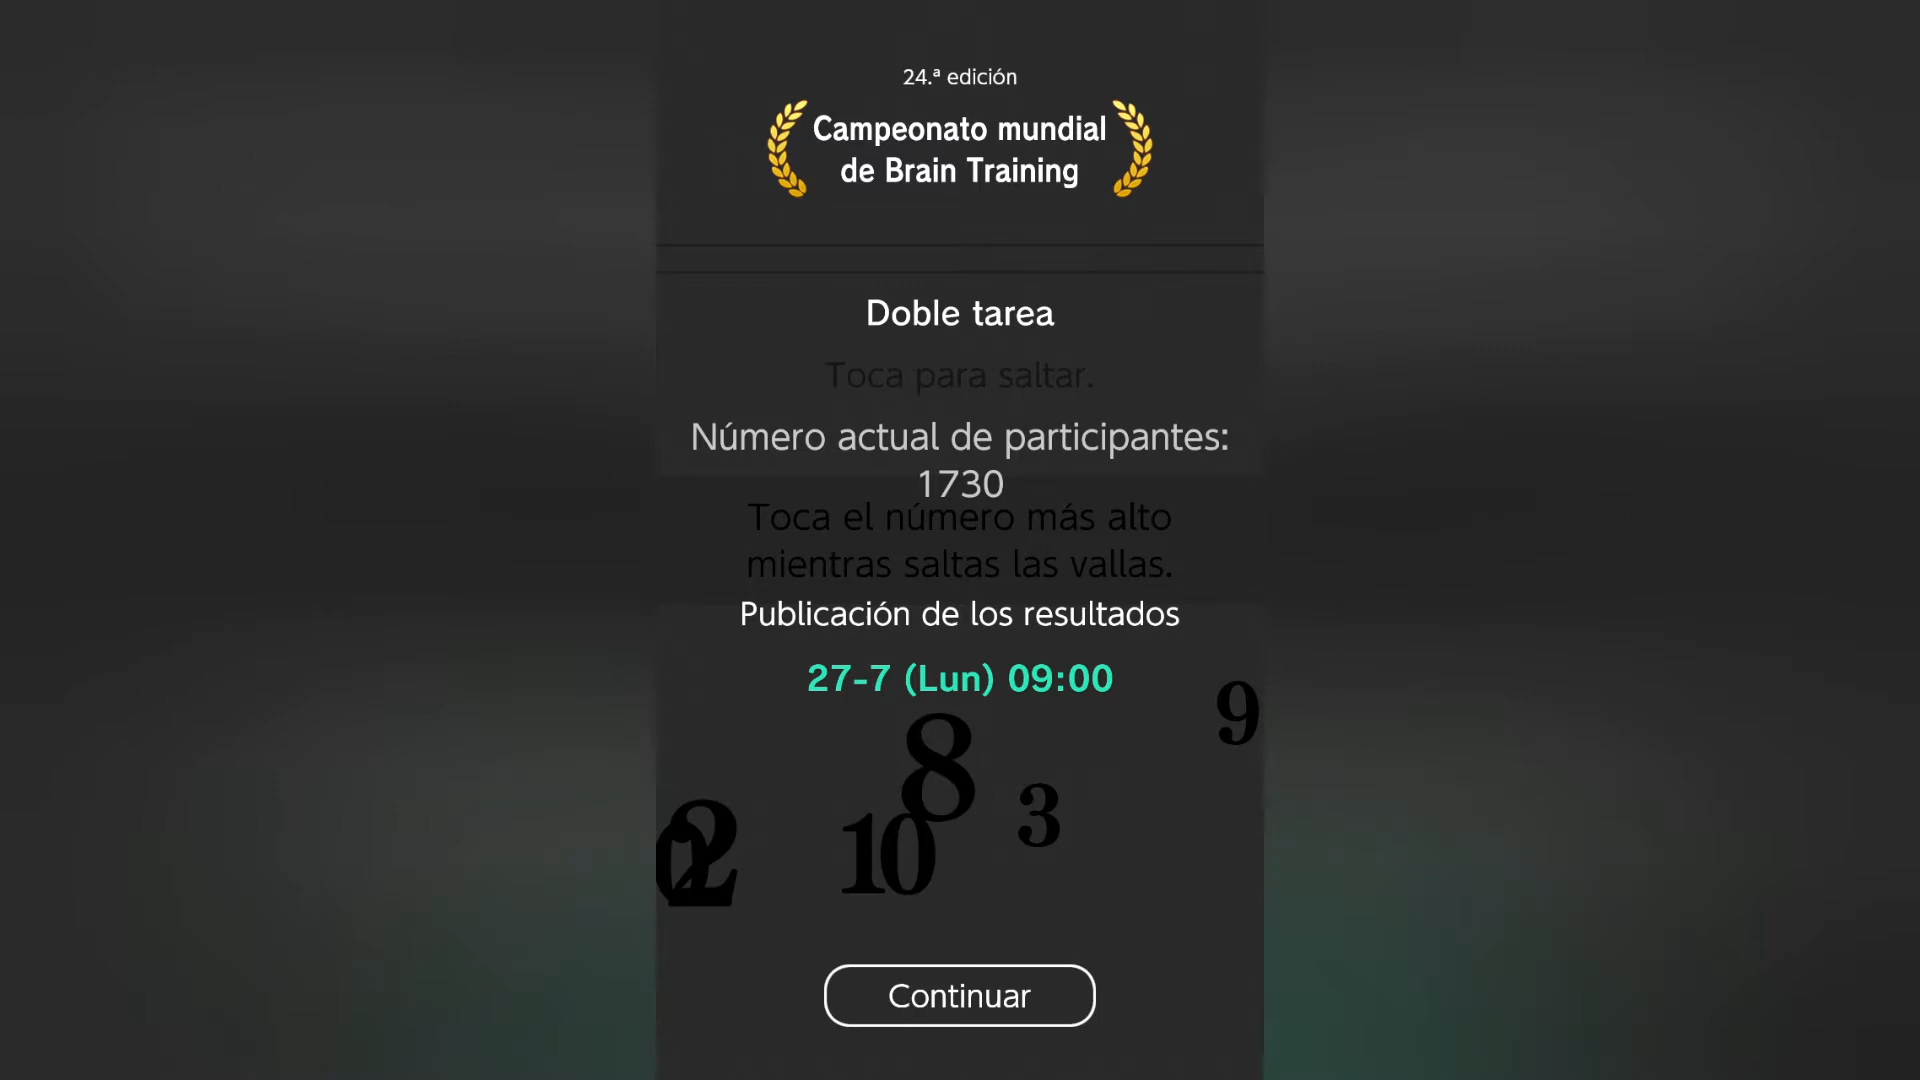 24.ª edición
Campeonato mundial
de Brain Training
Doble tarea
Toca para saltar.
Número actual de participantes:
1730
Toca el número más alto
mientras saltas las vallas.
Publicación de los resultados
27-7 (Lun) 09:00
9
8
3
2
10
Continuar